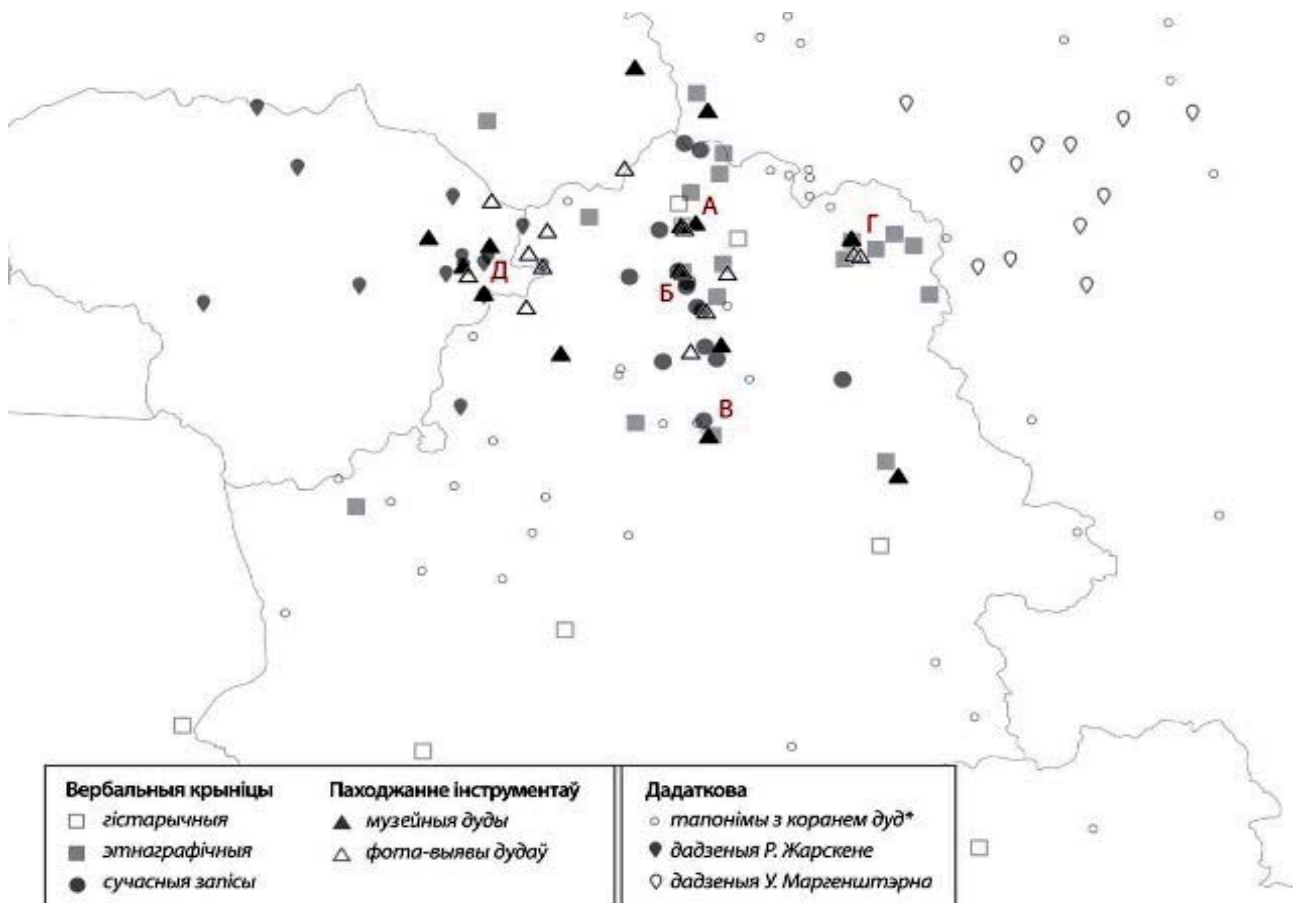 А
Г
Д
Б
В
Вербальныя крыніцы
гістарычныя
этнаграфічныя
сучасныя запісы
Паходжанне інструментаў
музейныя дуды
фота-выявы дудаў
Дадаткова
тапонімы з коранем дуд*
дадзеныя Р. Жарскене
дадзеныя У. Маргенштэрна